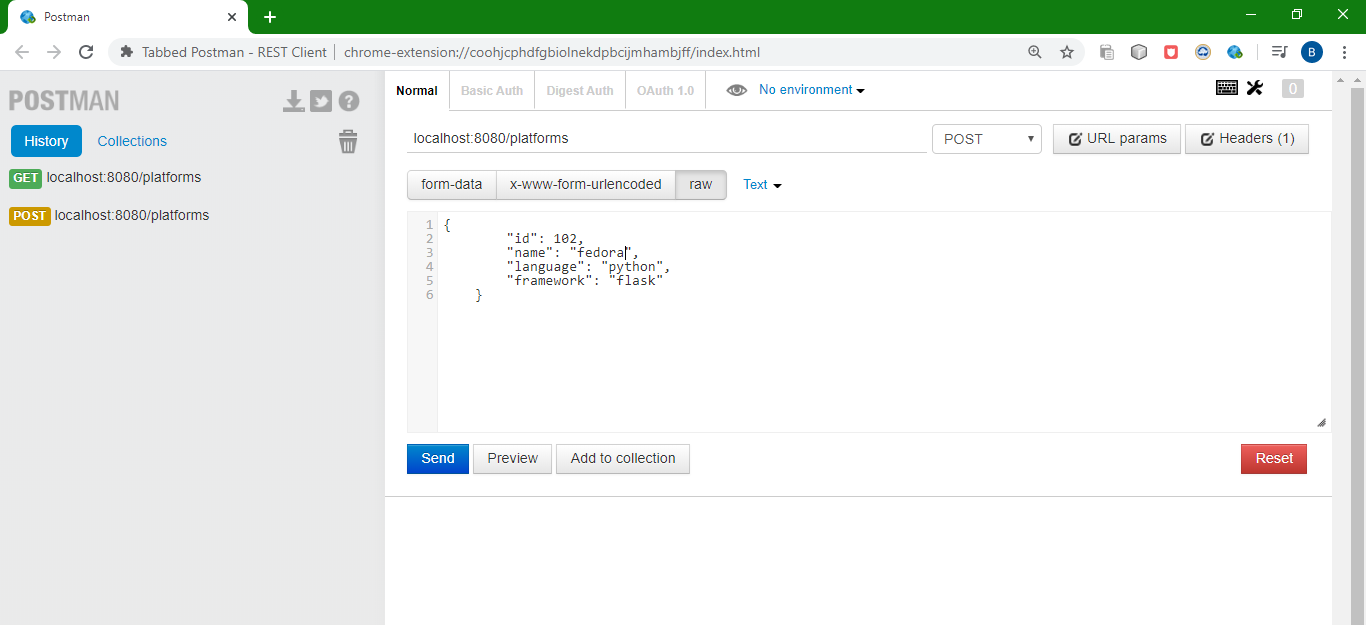 Postman
Tabbed Postman - REST Client
chrome-extension://coohjcphdfgbiolnekdpbcijmhambjff/index.html
B
POSTMAN
?
History
Collections
GET localhost:8080/platforms
POST localhost:8080/platforms
Normal
Basic Auth
Digest Auth
OAuth 1.0
No environment
0
localhost:8080/platforms
POST
URL params
Headers (1)
form-data
x-www-form-urlencoded
raw
Text
1 {
2 "id": 102,
3 "name": "fedora",
4 "language": "python",
5 "framework": "flask"
6 }
Send
Preview
Add to collection
Reset